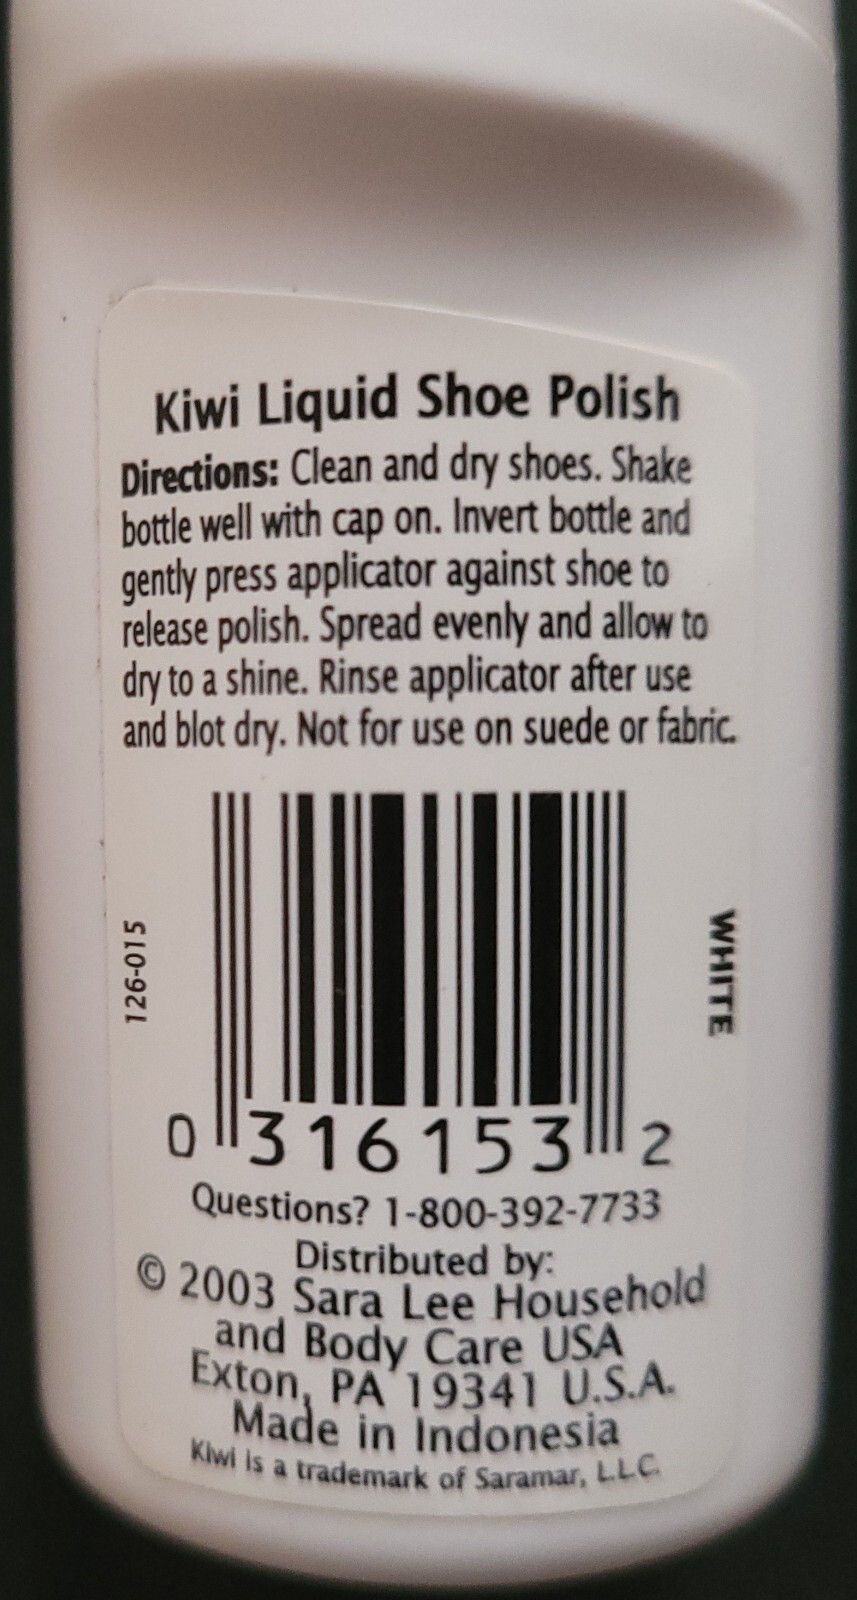 Kiwi Liquid Shoe Polish
Directions: Clean and dry shoes. Shake
bottle well with cap on. Invert bottle and
gently press applicator against shoe to
release polish. Spread evenly and allow to
dry to a shine. Rinse applicator after use
and blot dry. Not for use on suede or fabric.
126-015
WHITE
0 316153 2
Questions? 1-800-392-7733
Distributed by:
© 2003 Sara Lee Household
and Body Care USA
Exton, PA 19341 U.S.A.
Made in Indonesia
Kiwi is a trademark of Saramar, L.L.C.